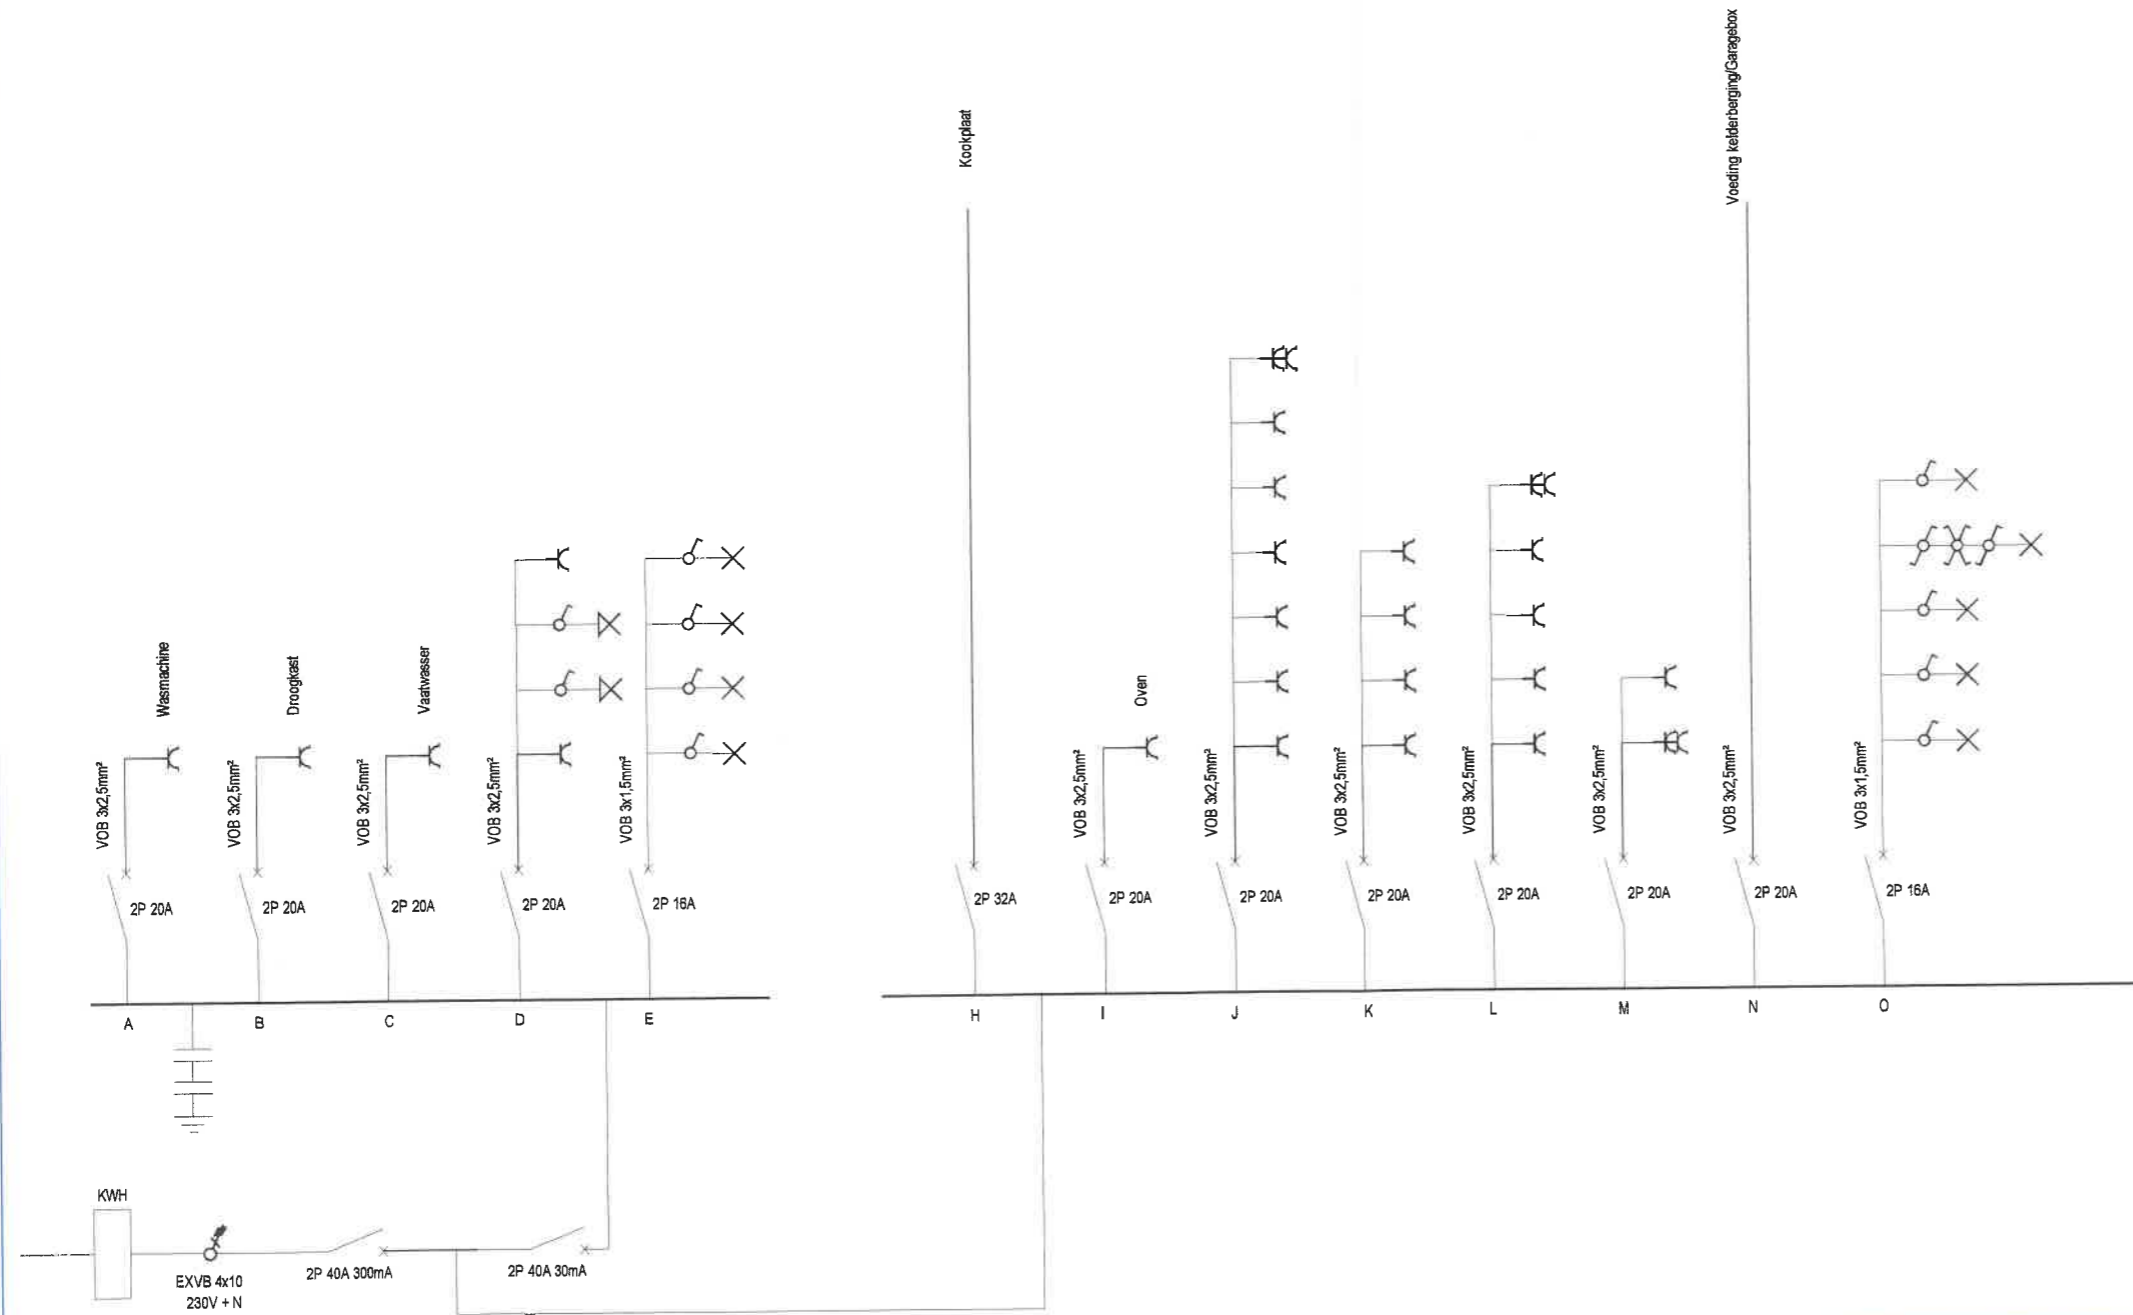 Voeding kelderberging/Garagebox
Kookplaat
Wasmachine
Droogkast
Vaatwasser
Oven
VOB 3x2,5mm²
VOB 3x2,5mm²
VOB 3x2,5mm²
VOB 3x2,5mm²
VOB 3x1,5mm²
VOB 3x2,5mm²
VOB 3x2,5mm²
VOB 3x2,5mm²
VOB 3x2,5mm²
VOB 3x2,5mm²
VOB 3x2,5mm²
VOB 3x1,5mm²
2P 20A
2P 20A
2P 20A
2P 20A
2P 16A
2P 32A
2P 20A
2P 20A
2P 20A
2P 20A
2P 20A
2P 20A
2P 16A
A
B
C
D
E
H
I
J
K
L
M
N
O
KWH
EXVB 4x10
230V + N
2P 40A 300mA
2P 40A 30mA